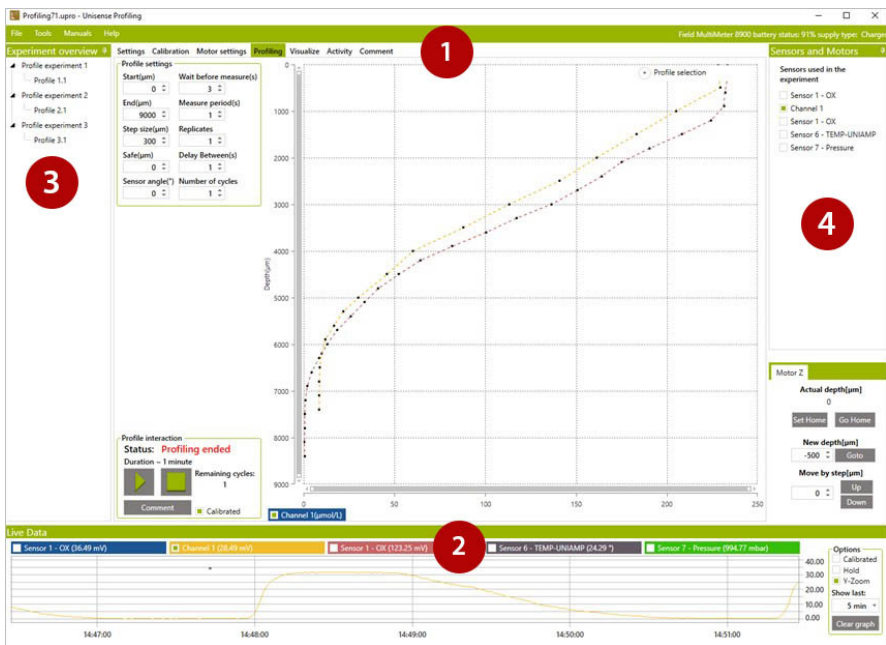 Profiling71.upro - Unisense Profiling
File Tools Manuals Help
Field MultiMeter 8900 battery status: 91% supply type: Charger
Experiment overview
Profile experiment 1
Profile 1.1
Profile experiment 2
Profile 2.1
Profile experiment 3
Profile 3.1
3
Settings Calibration Motor settings Profiling Visualize Activity Comment
1
Profile settings
Start(µm) Wait before measure(s)
0 3
End(µm) Measure period(s)
9000 1
Step size(µm) Replicates
300 1
Safe(µm) Delay Between(s)
0 1
Sensor angle(°) Number of cycles
0 1
Profile interaction
Status: Profiling ended
Duration ~ 1 minute
Remaining cycles:
1
Comment
Calibrated
Profile selection
Depth(µm)
0
1000
2000
3000
4000
5000
6000
7000
8000
9000
0 50 100 150 200 250
Channel 1(µmol/L)
Sensors and Motors
Sensors used in the
experiment
Sensor 1 - OX
Channel 1
Sensor 1 - OX
Sensor 6 - TEMP-UNIAMP
Sensor 7 - Pressure
4
Motor Z
Actual depth[µm]
0
Set Home Go Home
New depth[µm]
-500 Goto
Move by step[µm]
0 Up
Down
Live Data
2
Sensor 1 - OX (36.49 mV) Channel 1 (28.49 mV) Sensor 1 - OX (123.25 mV) Sensor 6 - TEMP-UNIAMP (24.29 °) Sensor 7 - Pressure (994.77 mbar)
40.00
30.00
20.00
10.00
0.00
14:47:00 14:48:00 14:49:00 14:50:00 14:51:00
Options
Calibrated
Hold
Y-Zoom
Show last:
5 min
Clear graph